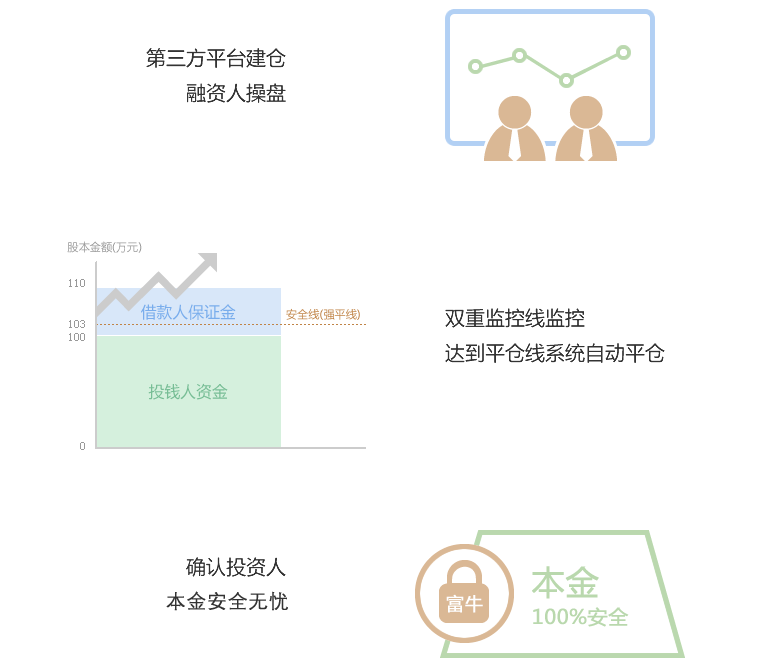 第三方平台建仓
融资人操盘
股本金额(万元)
110
借款人保证金
安全线(强平线)
103
100
投钱人资金
0
双重监控线监控
达到平仓线系统自动平仓
确认投资人
本金安全无忧
富牛
本金
100%安全